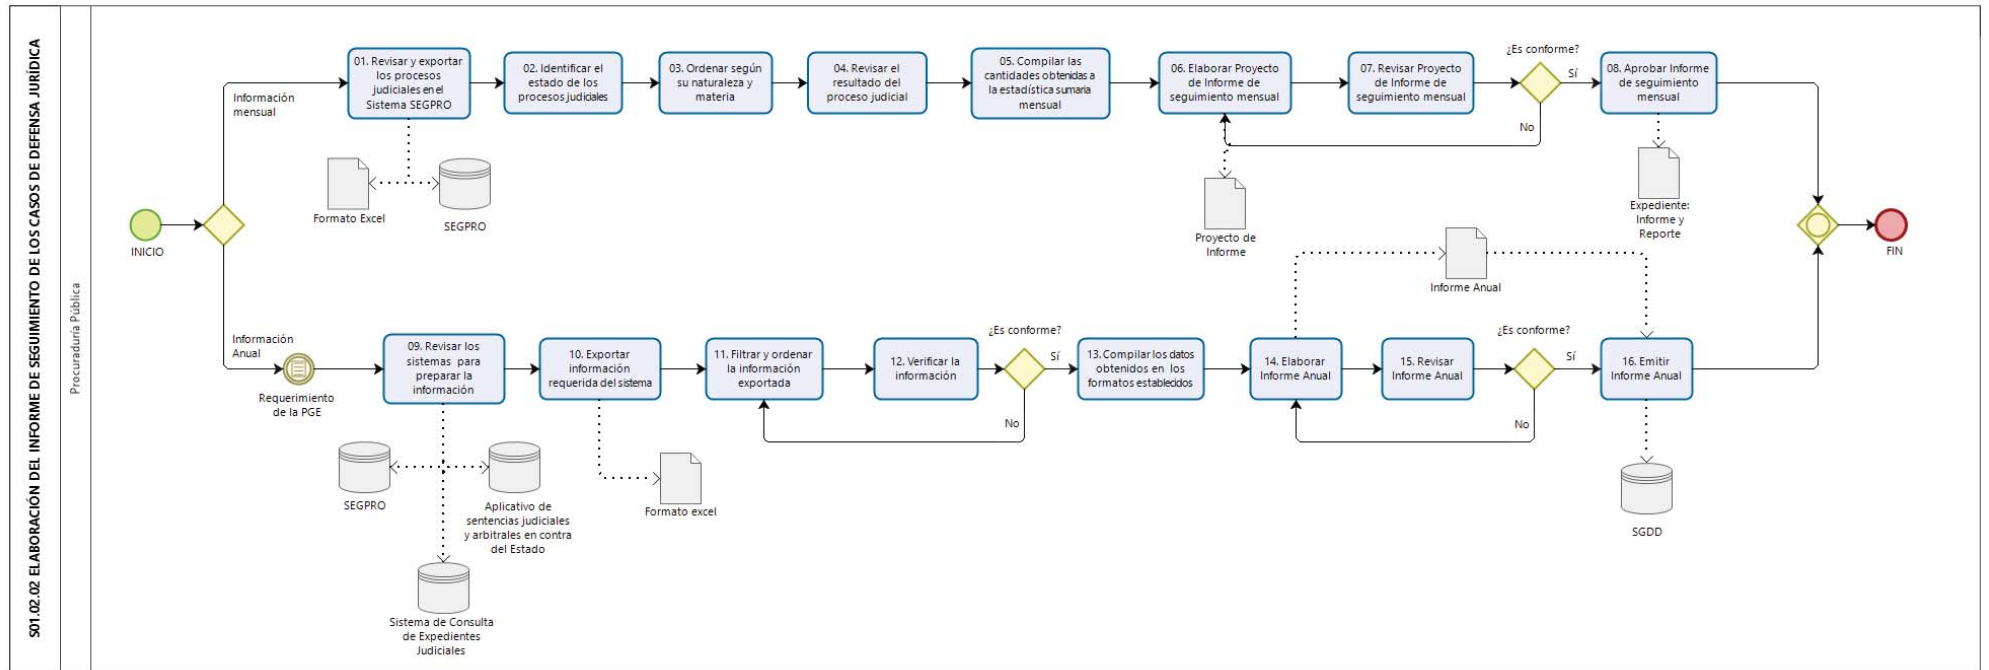 S01.02.02 ELABORACIÓN DEL INFORME DE SEGUIMIENTO DE LOS CASOS DE DEFENSA JURÍDICA
Procuraduría Pública
INICIO
Información
mensual
01. Revisar y exportar
los procesos
judiciales en el
Sistema SEGPRO
Formato Excel
SEGPRO
02. Identificar el
estado de los
procesos judiciales
03. Ordenar según
su naturaleza y
materia
04. Revisar el
resultado del
proceso judicial
05. Compilar las
cantidades obtenidas a
la estadística sumaria
mensual
06. Elaborar Proyecto
de Informe de
seguimiento mensual
Proyecto de
Informe
07. Revisar Proyecto
de Informe de
seguimiento mensual
¿Es conforme?
Sí
No
08. Aprobar Informe
de seguimiento
mensual
Expediente:
Informe y
Reporte
FIN
Información
Anual
Requerimiento
de la PGE
09. Revisar los
sistemas para
preparar la
información
SEGPRO
Aplicativo de
sentencias judiciales
y arbitrales en contra
del Estado
Sistema de Consulta
de Expedientes
Judiciales
10. Exportar
información
requerida del sistema
Formato excel
11. Filtrar y ordenar
la información
exportada
12. Verificar la
información
¿Es conforme?
Sí
No
13. Compilar los datos
obtenidos en los
formatos establecidos
14. Elaborar
Informe Anual
Informe Anual
15. Revisar
Informe Anual
¿Es conforme?
Sí
No
16. Emitir
Informe Anual
SGDD